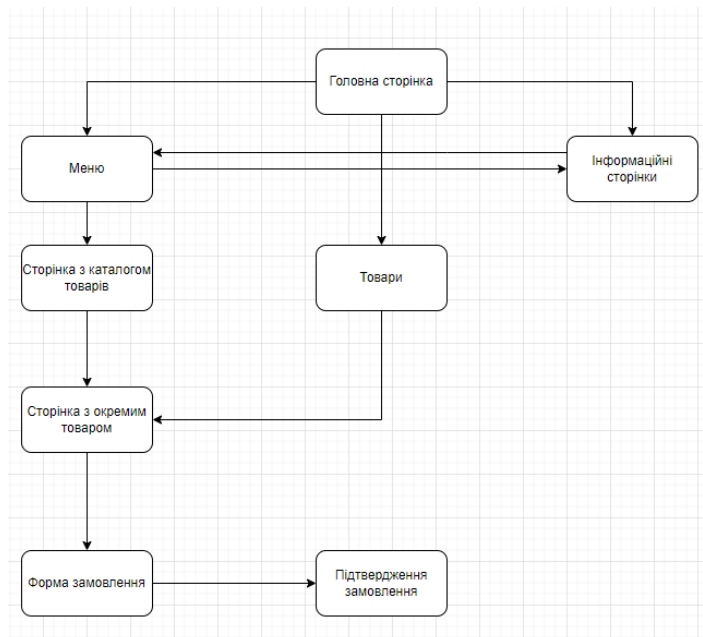 Головна сторінка
Меню
Інформаційні
сторінки
Сторінка з каталогом
товарів
Товари
Сторінка з окремим
товаром
Форма замовлення
Підтвердження
замовлення